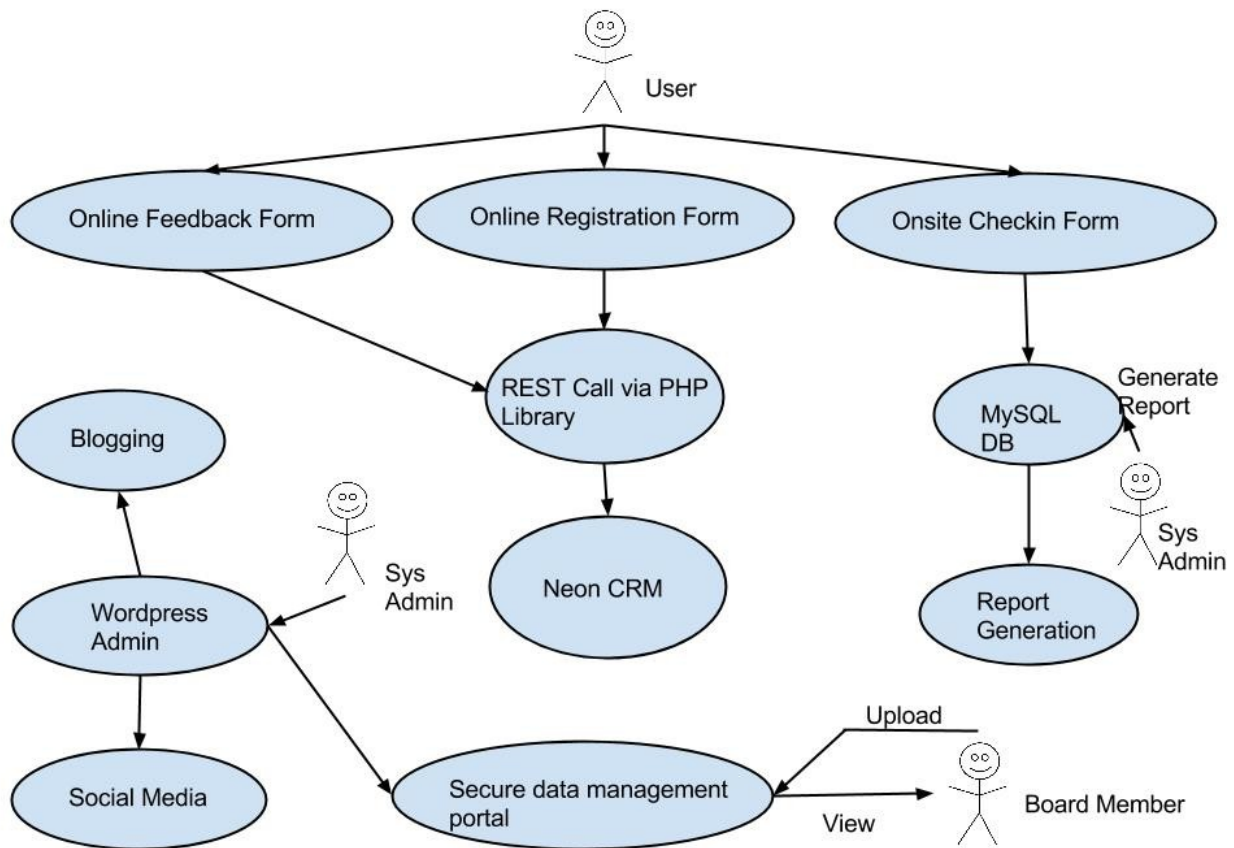 User
Online Feedback Form
Online Registration Form
Onsite Checkin Form
REST Call via PHP
Library
Generate
Report
MySQL
DB
Blogging
Sys
Admin
Sys
Admin
Neon CRM
Wordpress
Admin
Report
Generation
Upload
Social Media
Secure data management
portal
View
Board Member